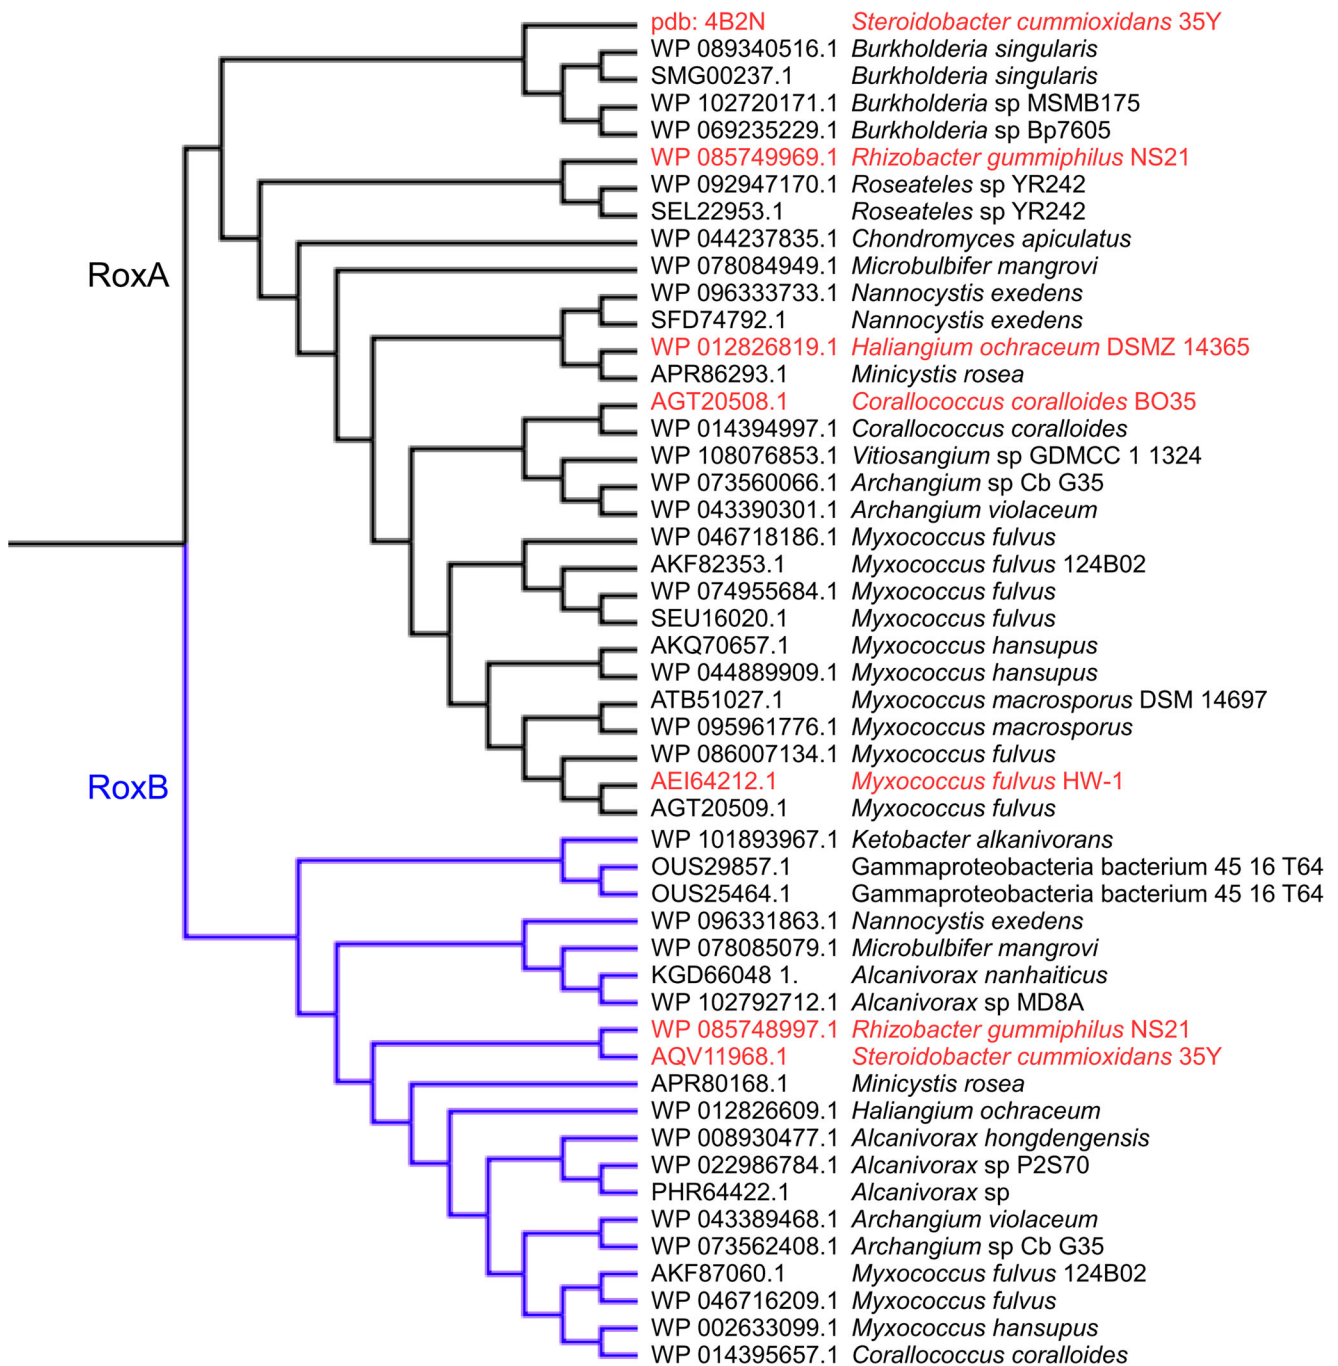 pdb: 4B2N Steroidobacter cummioxidans 35Y
WP 089340516.1 Burkholderia singularis
SMG00237.1 Burkholderia singularis
WP 102720171.1 Burkholderia sp MSMB175
WP 069235229.1 Burkholderia sp Bp7605
WP 085749969.1 Rhizobacter gummiphilus NS21
WP 092947170.1 Roseateles sp YR242
SEL22953.1 Roseateles sp YR242
WP 044237835.1 Chondromyces apiculatus
WP 078084949.1 Microbulbifer mangrovi
RoxA
WP 096333733.1 Nannocystis exedens
SFD74792.1 Nannocystis exedens
WP 012826819.1 Haliangium ochraceum DSMZ 14365
APR86293.1 Minicystis rosea
AGT20508.1 Corallococcus coralloides BO35
WP 014394997.1 Corallococcus coralloides
WP 108076853.1 Vitiosangium sp GDMCC 1 1324
WP 073560066.1 Archangium sp Cb G35
WP 043390301.1 Archangium violaceum
WP 046718186.1 Myxococcus fulvus
AKF82353.1 Myxococcus fulvus 124B02
WP 074955684.1 Myxococcus fulvus
SEU16020.1 Myxococcus fulvus
AKQ70657.1 Myxococcus hansupus
WP 044889909.1 Myxococcus hansupus
ATB51027.1 Myxococcus macrosporus DSM 14697
WP 095961776.1 Myxococcus macrosporus
WP 086007134.1 Myxococcus fulvus
AEI64212.1 Myxococcus fulvus HW-1
RoxB
AGT20509.1 Myxococcus fulvus
WP 101893967.1 Ketobacter alkanivorans
OUS29857.1 Gammaproteobacteria bacterium 45 16 T64
OUS25464.1 Gammaproteobacteria bacterium 45 16 T64
WP 096331863.1 Nannocystis exedens
WP 078085079.1 Microbulbifer mangrovi
KGD66048 1. Alcanivorax nanhaiticus
WP 102792712.1 Alcanivorax sp MD8A
WP 085748997.1 Rhizobacter gummiphilus NS21
AQV11968.1 Steroidobacter cummioxidans 35Y
APR80168.1 Minicystis rosea
WP 012826609.1 Haliangium ochraceum
WP 008930477.1 Alcanivorax hongdengensis
WP 022986784.1 Alcanivorax sp P2S70
PHR64422.1 Alcanivorax sp
WP 043389468.1 Archangium violaceum
WP 073562408.1 Archangium sp Cb G35
AKF87060.1 Myxococcus fulvus 124B02
WP 046716209.1 Myxococcus fulvus
WP 002633099.1 Myxococcus hansupus
WP 014395657.1 Corallococcus coralloides